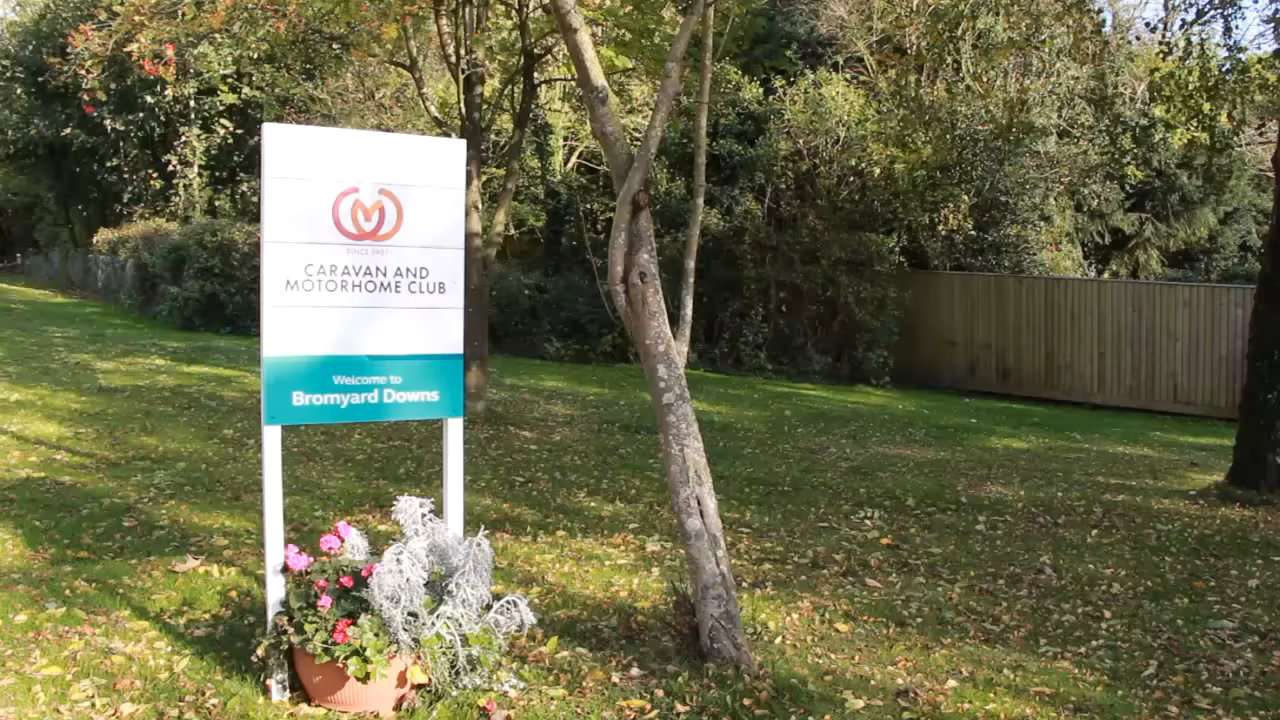 SINCE 1907
CARAVAN AND
MOTORHOME CLUB
Welcome to
Bromyard Downs